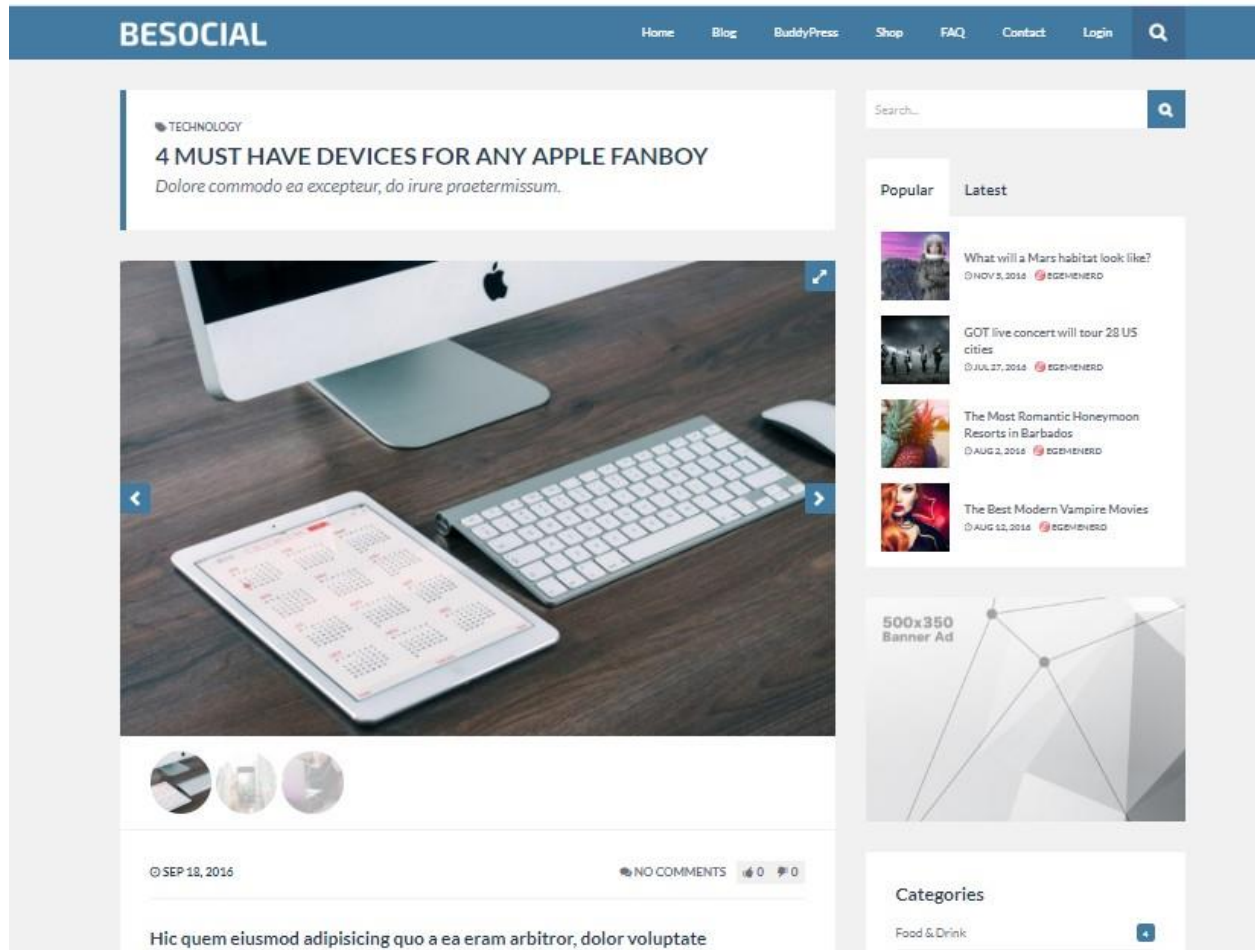 BESOCIAL
Home Blog BuddyPress Shop FAQ Contact Login
TECHNOLOGY
4 MUST HAVE DEVICES FOR ANY APPLE FANBOY
Dolore commodo ea excepteur, do irure praetermissum.
SEP 18, 2016 NO COMMENTS 0 0
Hic quem eiusmod adipisicing quo a ea eram arbitror, dolor voluptate
Search...
Popular Latest
What will a Mars habitat look like?
NOV 5, 2016 EGEMENERD
GOT live concert will tour 28 US
cities
JUL 27, 2016 EGEMENERD
The Most Romantic Honeymoon
Resorts in Barbados
AUG 2, 2016 EGEMENERD
The Best Modern Vampire Movies
AUG 12, 2016 EGEMENERD
500x350
Banner Ad
Categories
Food & Drink 4